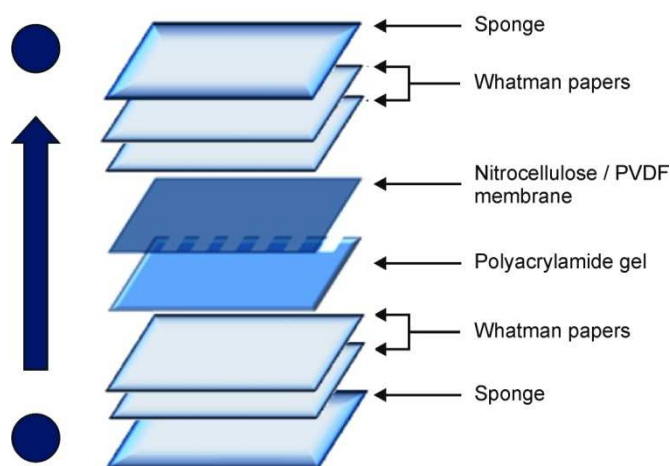 Sponge
Whatman papers
Nitrocellulose / PVDF
membrane
Polyacrylamide gel
Whatman papers
Sponge